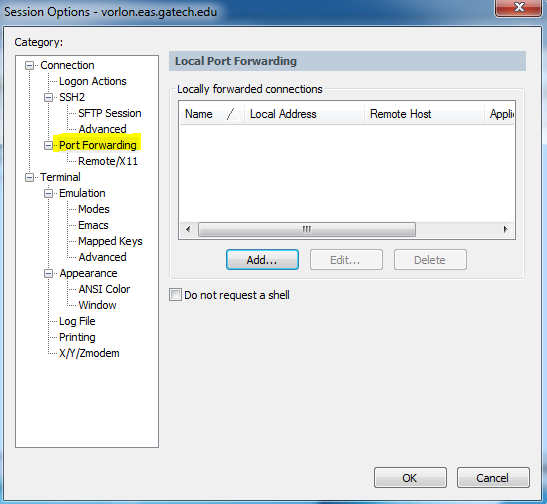 Session Options - vorlon.eas.gatech.edu
Category:
Connection
Logon Actions
SSH2
SFTP Session
Advanced
Port Forwarding
Remote/X11
Terminal
Emulation
Modes
Emacs
Mapped Keys
Advanced
Appearance
ANSI Color
Window
Log File
Printing
X/Y/Zmodem
Local Port Forwarding
Locally forwarded connections
Name Local Address Remote Host Applic
Add... Edit... Delete
Do not request a shell
OK Cancel